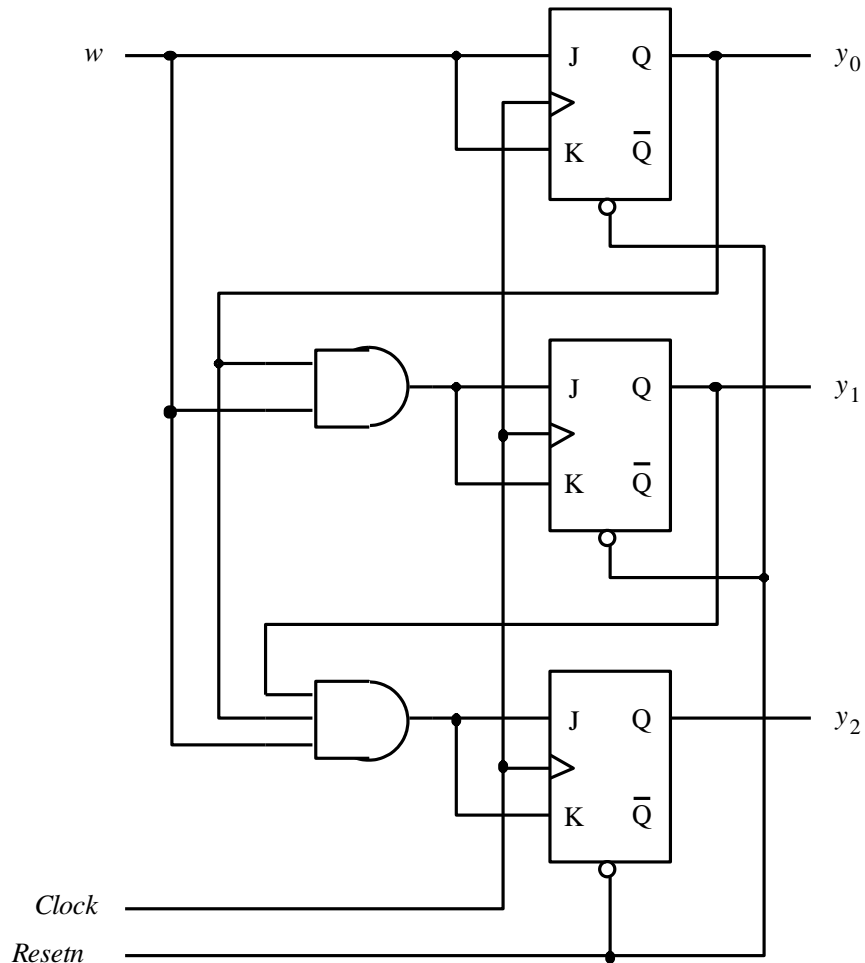 w J Q y0
K Q̅
J Q y1
K Q̅
J Q y2
K Q̅
Clock
Resetn